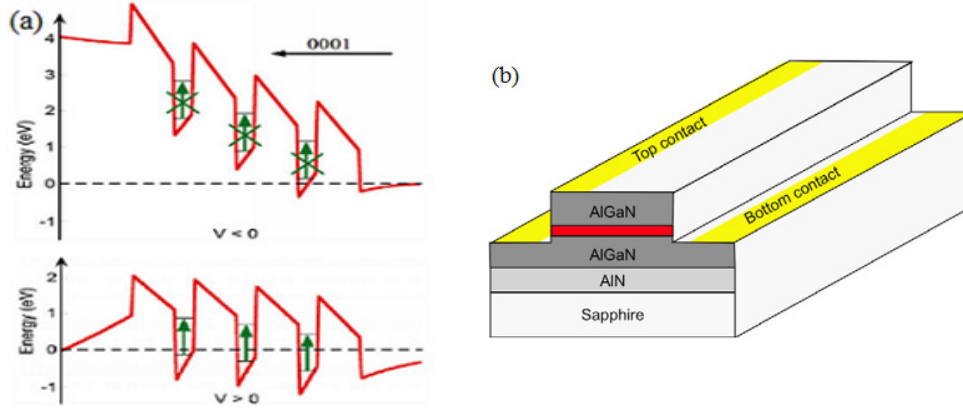 (a)
Energy (eV)
4
3
2
1
0
-1
0001
V < 0
Energy (eV)
2
1
0
-1
V > 0
(b)
Top contact
Bottom contact
AlGaN
AlGaN
AlN
Sapphire